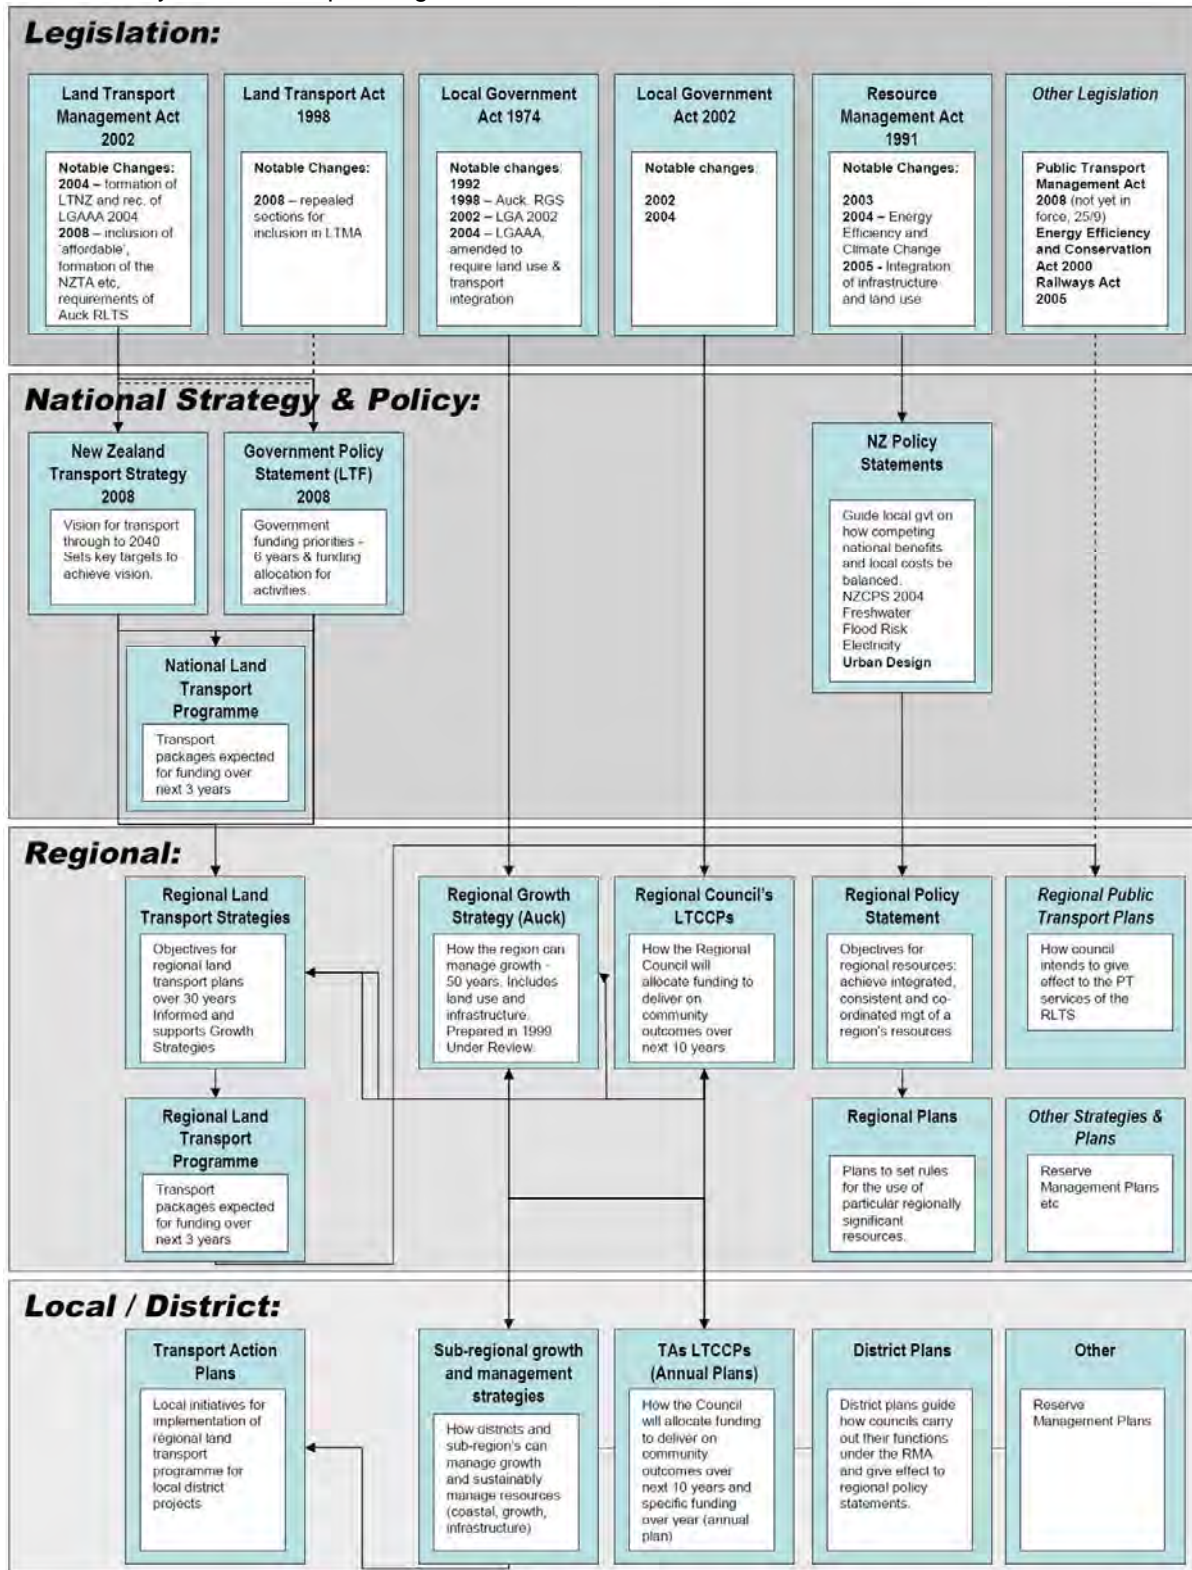 Legislation:
Land Transport
Management Act
2002
Notable Changes:
2004 – formation of
LTNZ and rec. of
LGAAA 2004
2008 – inclusion of
'affordable',
formation of the
NZTA etc,
requirements of
Auck RLTS
Land Transport Act
1998
Notable Changes:
2008 – repealed
sections for
inclusion in LTMA
Local Government
Act 1974
Notable changes:
1992
1998 – Auck. RGS
2002 – LGA 2002
2004 – LGAAA,
amended to
require land use &
transport
integration
Local Government
Act 2002
Notable changes:
2002
2004
Resource
Management Act
1991
Notable Changes:
2003
2004 – Energy
Efficiency and
Climate Change
2005 - Integration
of infrastructure
and land use
Other Legislation
Public Transport
Management Act
2008 (not yet in
force, 25/9)
Energy Efficiency
and Conservation
Act 2000
Railways Act
2005
National Strategy & Policy:
New Zealand
Transport Strategy
2008
Vision for transport
through to 2040
Sets key targets to
achieve vision.
Government Policy
Statement (LTF)
2008
Government
funding priorities -
6 years & funding
allocation for
activities.
NZ Policy
Statements
Guide local gvt on
how competing
national benefits
and local costs be
balanced.
NZCPS 2004
Freshwater
Flood Risk
Electricity
Urban Design
National Land
Transport
Programme
Transport
packages expected
for funding over
next 3 years
Regional:
Regional Land
Transport Strategies
Objectives for
regional land
transport plans
over 30 years
Informed and
supports Growth
Strategies
Regional Growth
Strategy (Auck)
How the region can
manage growth -
50 years. Includes
land use and
infrastructure.
Prepared in 1999
Under Review.
Regional Council's
LTCCPs
How the Regional
Council will
allocate funding to
deliver on
community
outcomes over
next 10 years
Regional Policy
Statement
Objectives for
regional resources:
achieve integrated,
consistent and co-
ordinated mgt of a
region's resources
Regional Public
Transport Plans
How council
intends to give
effect to the PT
services of the
RLTS
Regional Land
Transport
Programme
Transport
packages expected
for funding over
next 3 years
Regional Plans
Plans to set rules
for the use of
particular regionally
significant
resources.
Other Strategies &
Plans
Reserve
Management Plans
etc
Local / District:
Transport Action
Plans
Local initiatives for
implementation of
regional land
transport
programme for
local district
projects
Sub-regional growth
and management
strategies
How districts and
sub-region's can
manage growth
and sustainably
manage resources
(coastal, growth,
infrastructure)
TAs LTCCPs
(Annual Plans)
How the Council
will allocate funding
to deliver on
community
outcomes over
next 10 years and
specific funding
over year (annual
plan)
District Plans
District plans guide
how councils carry
out their functions
under the RMA
and give effect to
regional policy
statements.
Other
Reserve
Management Plans